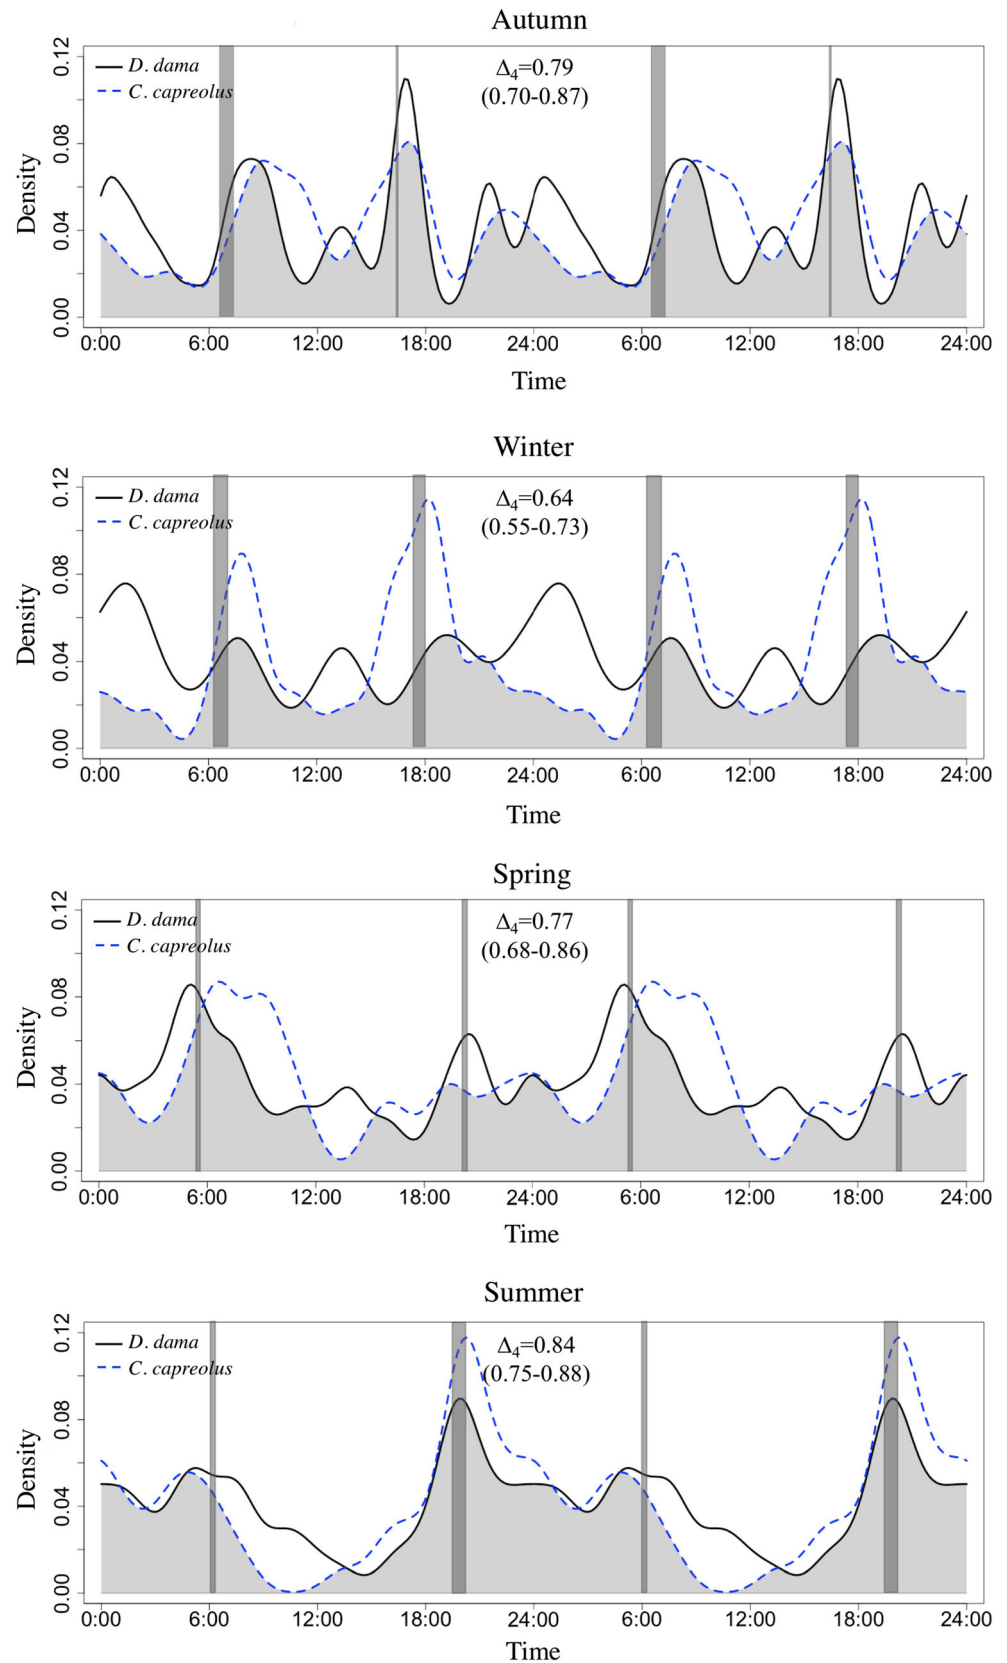 Autumn
0.12
D. dama
Δ4=0.79
C. capreolus
(0.70-0.87)
0.08
Density
0.04
0.00
0:00 6:00 12:00 18:00 24:00 6:00 12:00 18:00 24:00
Time
Winter
0.12
D. dama
Δ4=0.64
C. capreolus
(0.55-0.73)
0.08
Density
0.04
0.00
0:00 6:00 12:00 18:00 24:00 6:00 12:00 18:00 24:00
Time
Spring
0.12
D. dama
Δ4=0.77
C. capreolus
(0.68-0.86)
0.08
Density
0.04
0.00
0:00 6:00 12:00 18:00 24:00 6:00 12:00 18:00 24:00
Time
Summer
0.12
D. dama
Δ4=0.84
C. capreolus
(0.75-0.88)
0.08
Density
0.04
0.00
0:00 6:00 12:00 18:00 24:00 6:00 12:00 18:00 24:00
Time